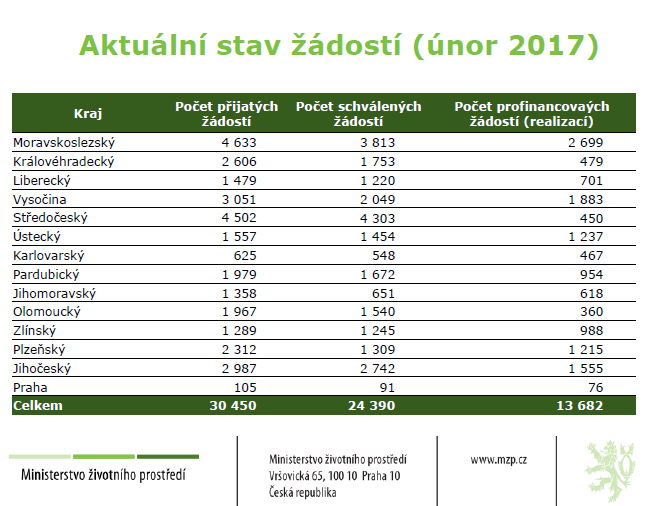 Aktuální stav žádostí (únor 2017)
Kraj Počet přijatých žádostí Počet schválených žádostí Počet profinancovaých žádostí (realizací)
Moravskoslezský 4 633 3 813 2 699
Královéhradecký 2 606 1 753 479
Liberecký 1 479 1 220 701
Vysočina 3 051 2 049 1 883
Středočeský 4 502 4 303 450
Ústecký 1 557 1 454 1 237
Karlovarský 625 548 467
Pardubický 1 979 1 672 954
Jihomoravský 1 358 651 618
Olomoucký 1 967 1 540 360
Zlínský 1 289 1 245 988
Plzeňský 2 312 1 309 1 215
Jihočeský 2 987 2 742 1 555
Praha 105 91 76
Celkem 30 450 24 390 13 682
Ministerstvo životního prostředí
Ministerstvo životního prostředí
Vršovická 65, 100 10 Praha 10
Česká republika
www.mzp.cz